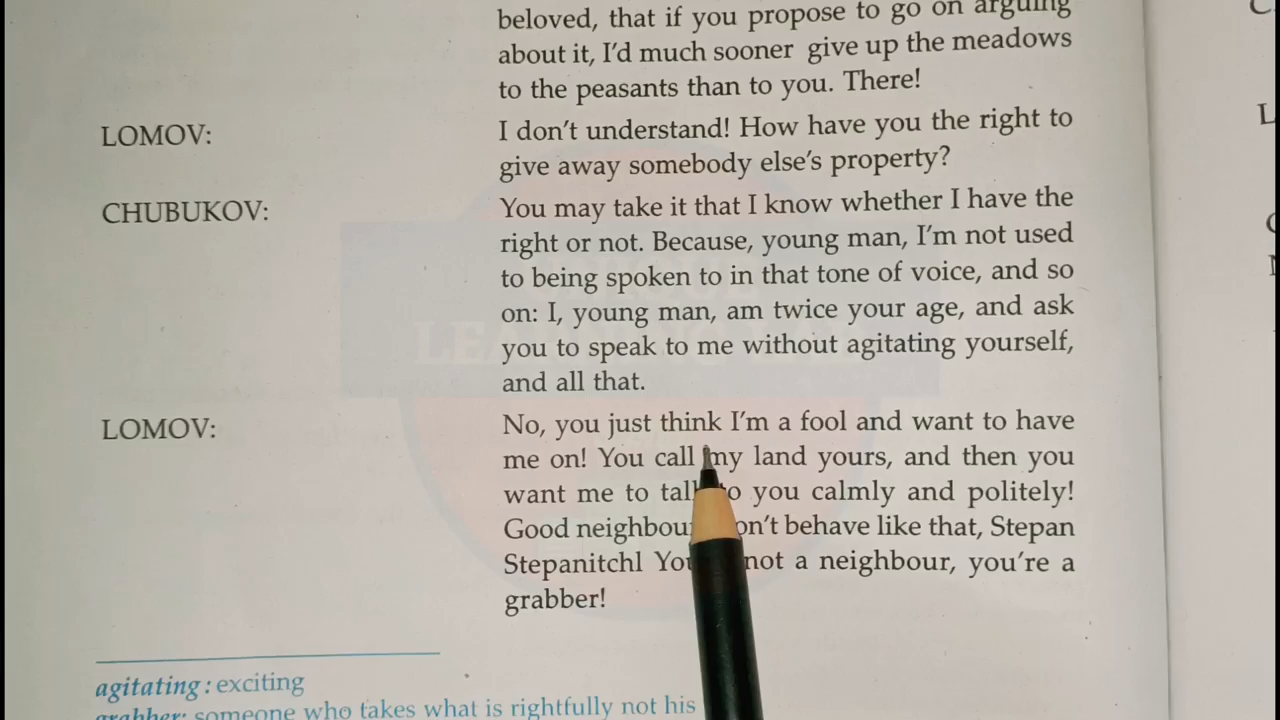 beloved, that if you propose to go on arguing
about it, I'd much sooner give up the meadows
to the peasants than to you. There!
LOMOV: I don't understand! How have you the right to
give away somebody else's property?
CHUBUKOV: You may take it that I know whether I have the
right or not. Because, young man, I'm not used
to being spoken to in that tone of voice, and so
on: I, young man, am twice your age, and ask
you to speak to me without agitating yourself,
and all that.
LOMOV: No, you just think I'm a fool and want to have
me on! You call my land yours, and then you
want me to talk to you calmly and politely!
Good neighbours don't behave like that, Stepan
Stepanitchl not a neighbour, you're a
grabber!
agitating : exciting
grabber: someone who takes what is rightfully not his